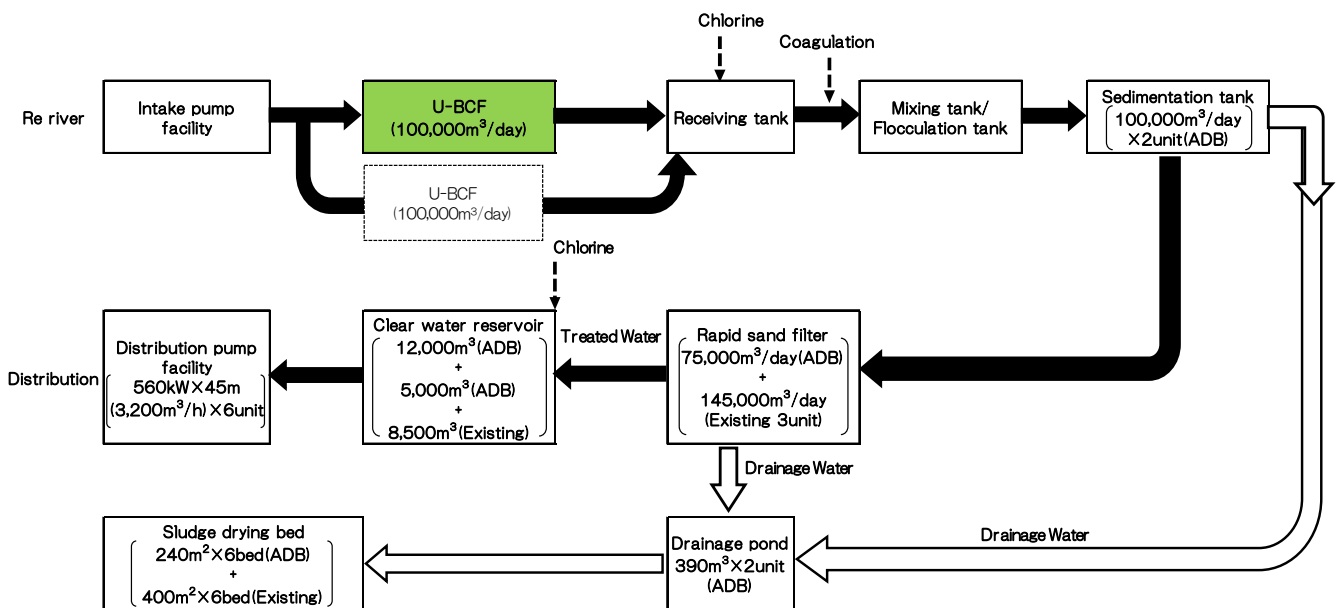 Chlorine
Coagulation
Re river
Intake pump
facility
U-BCF
(100,000m³/day)
Receiving tank
Mixing tank/
Flocculation tank
Sedimentation tank
100,000m³/day
×2unit(ADB)
U-BCF
(100,000m³/day)
Chlorine
Distribution
Distribution pump
facility
560kW×45m
(3,200m³/h)×6unit
Clear water reservoir
12,000m³(ADB)
+
5,000m³(ADB)
+
8,500m³(Existing)
Treated Water
Rapid sand filter
75,000m³/day(ADB)
+
145,000m³/day
(Existing 3unit)
Drainage Water
Sludge drying bed
240m²×6bed(ADB)
+
400m²×6bed(Existing)
Drainage pond
390m³×2unit
(ADB)
Drainage Water